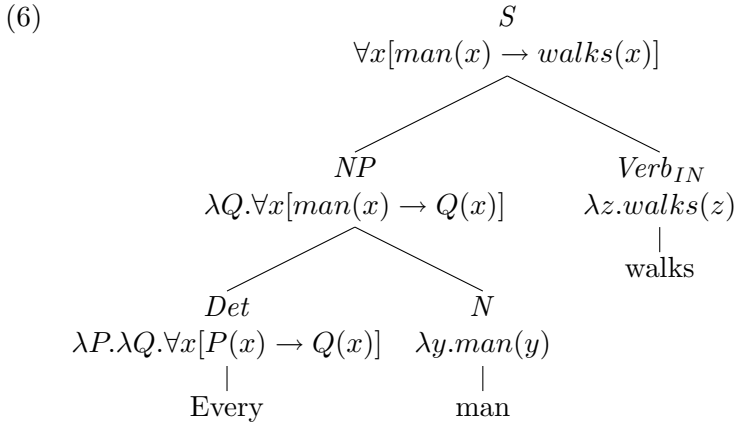 (6) S
∀x[man(x) → walks(x)]
NP Verb_IN
λQ.∀x[man(x) → Q(x)] λz.walks(z)
walks
Det N
λP.λQ.∀x[P(x) → Q(x)] λy.man(y)
Every man